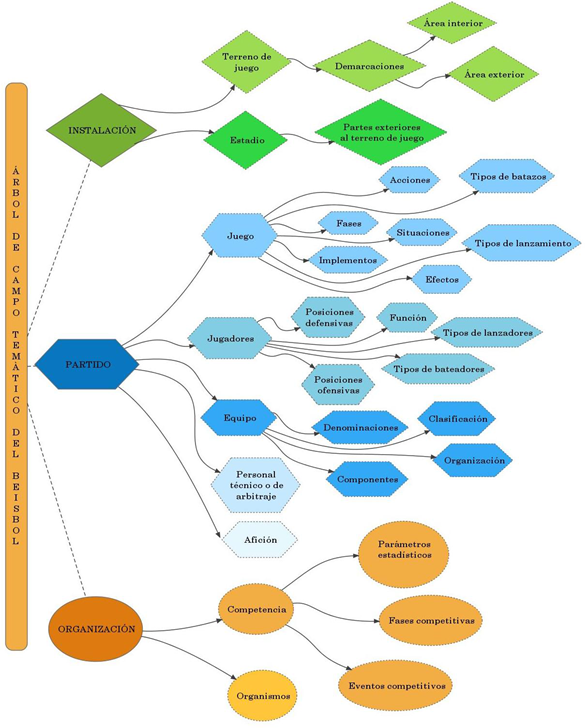 ÀRBOL DE CAMPO TEMÀTICO DEL BEISBOL
INSTALACIÓN
Terreno de
juego
Demarcaciones
Área interior
Área exterior
Estadio
Partes exteriores
al terreno de juego
PARTIDO
Juego
Acciones
Tipos de batazos
Fases
Situaciones
Tipos de lanzamiento
Implementos
Efectos
Jugadores
Posiciones
defensivas
Función
Tipos de lanzadores
Tipos de bateadores
Posiciones
ofensivas
Equipo
Denominaciones
Clasificación
Organización
Componentes
Personal
técnico o de
arbitraje
Afición
ORGANIZACIÓN
Competencia
Parámetros
estadísticos
Fases competitivas
Eventos competitivos
Organismos